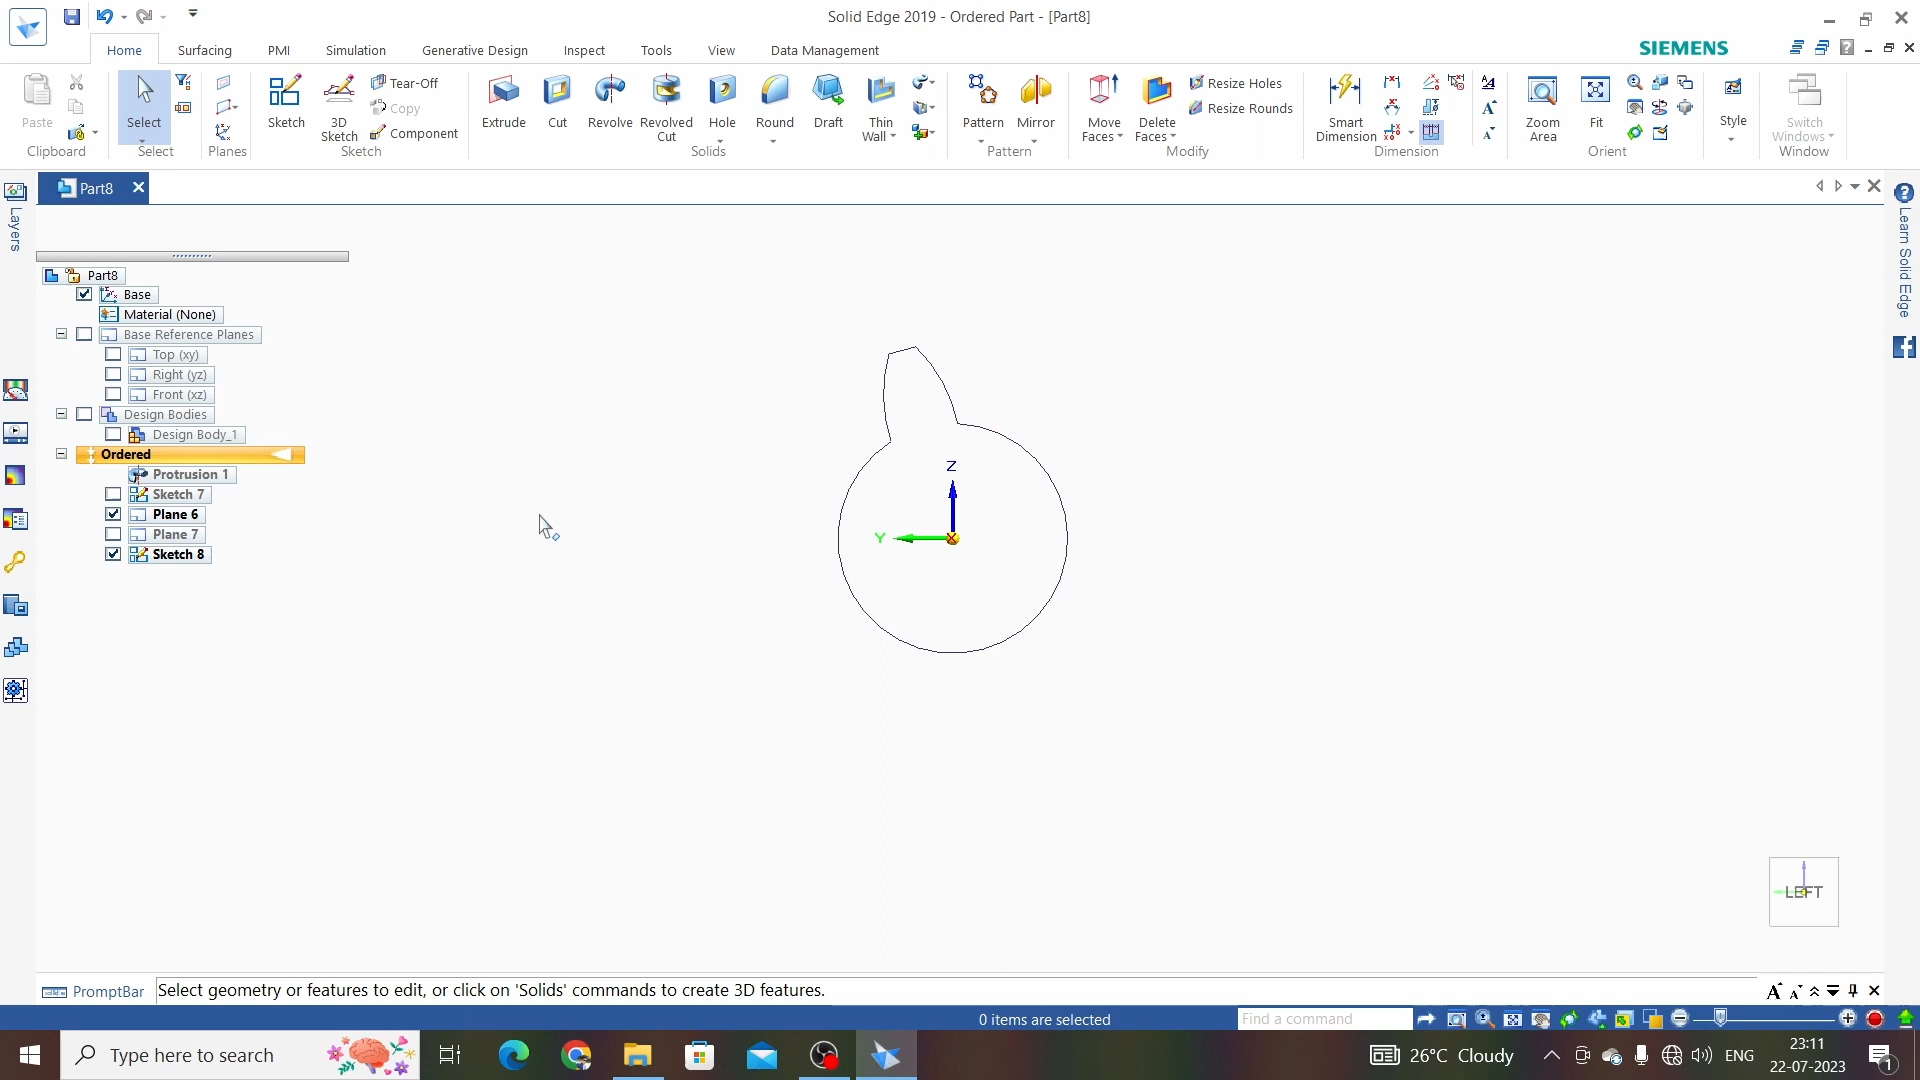 Solid Edge 2019 - Ordered Part - [Part8]
Home
Surfacing
PMI
Simulation
Generative Design
Inspect
Tools
View
Data Management
SIEMENS
Paste
Clipboard
Select
Select
Planes
Sketch
3D Sketch
Tear-Off
Copy
Component
Sketch
Extrude
Cut
Revolve
Revolved Cut
Hole
Round
Draft
Thin Wall
Solids
Pattern
Mirror
Pattern
Move Faces
Delete Faces
Resize Holes
Resize Rounds
Modify
Smart Dimension
Dimension
Zoom Area
Fit
Orient
Style
Switch Windows
Window
Part8
Layers
Learn Solid Edge
Part8
Base
Material (None)
Base Reference Planes
Top (xy)
Right (yz)
Front (xz)
Design Bodies
Design Body_1
Ordered
Protrusion 1
Sketch 7
Plane 6
Plane 7
Sketch 8
Z
Y
X
LEFT
PromptBar
Select geometry or features to edit, or click on 'Solids' commands to create 3D features.
0 items are selected
Find a command
Type here to search
26°C Cloudy
ENG
23:11
22-07-2023
1